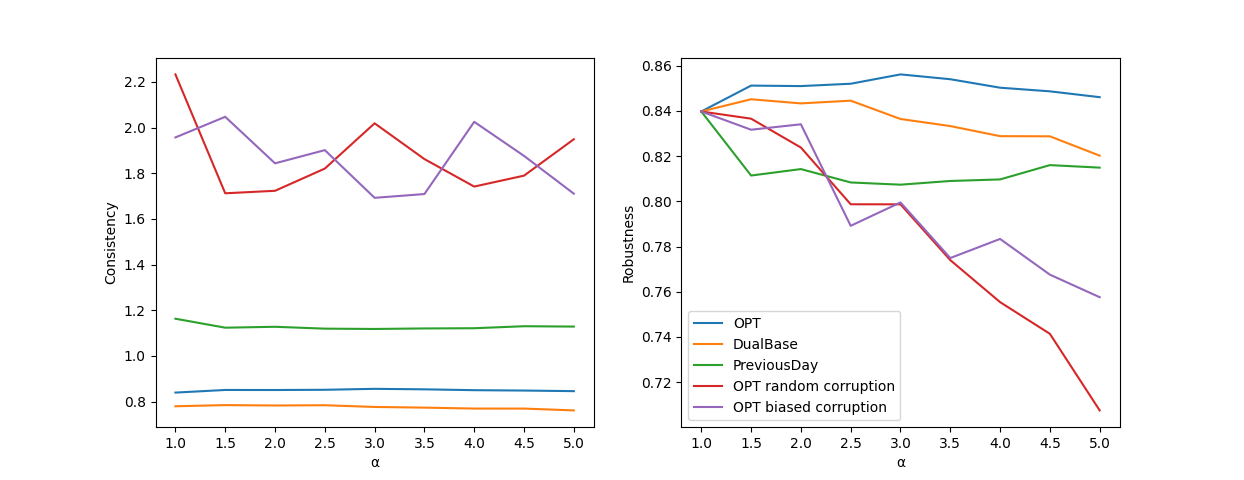 Consistency
2.2
2.0
1.8
1.6
1.4
1.2
1.0
0.8
1.0 1.5 2.0 2.5 3.0 3.5 4.0 4.5 5.0
α
Robustness
0.86
0.84
0.82
0.80
0.78
0.76
0.74
0.72
OPT
DualBase
PreviousDay
OPT random corruption
OPT biased corruption
1.0 1.5 2.0 2.5 3.0 3.5 4.0 4.5 5.0
α